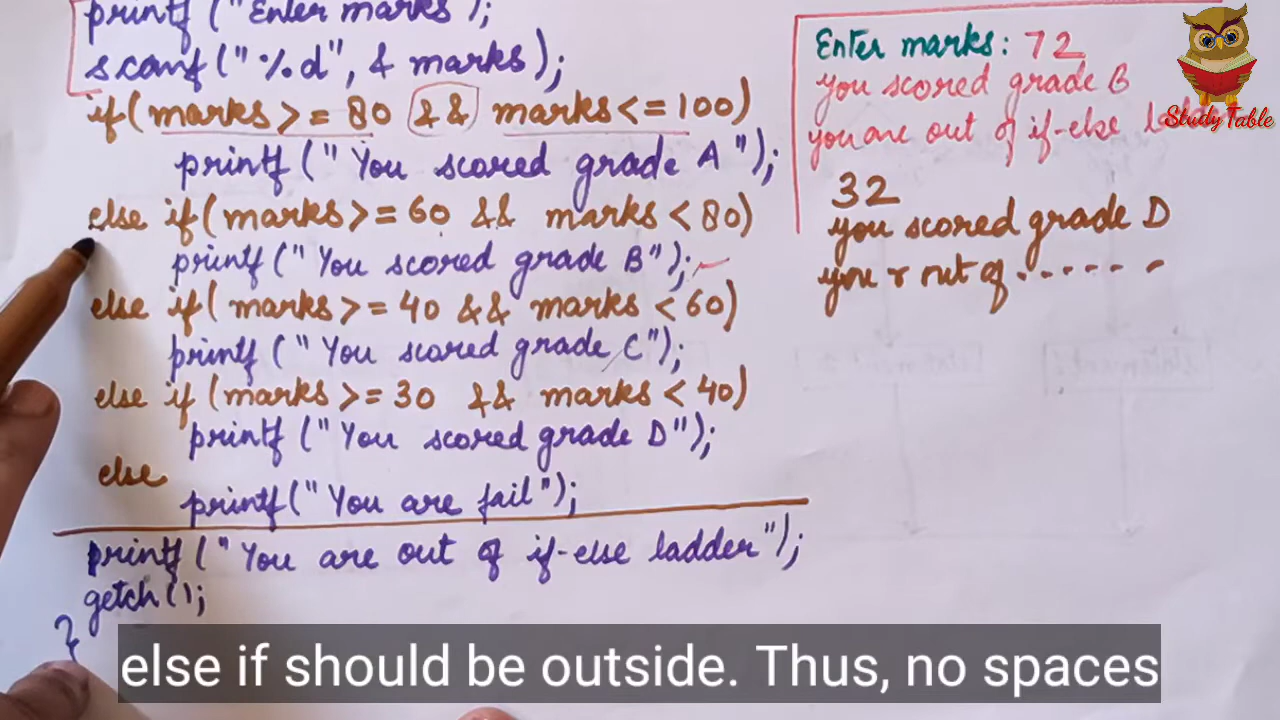 printf ("Enter marks");
scanf("%d", & marks);
if(marks >= 80 && marks <= 100)
printf (" You scored grade A ");
else if(marks >= 60 && marks < 80)
printf (" You scored grade B");
else if( marks >= 40 && marks < 60)
printf (" You scored grade C");
else if (marks >= 30 && marks < 40)
printf ("You scored grade D");
else
printf(" You are fail");
printf (" You are out of if-else ladder");
getch();
}
Enter marks: 72
you scored grade B
you are out of if-else
32
you scored grade D
you r out of . . . . . .
Study Table
else if should be outside. Thus, no spaces